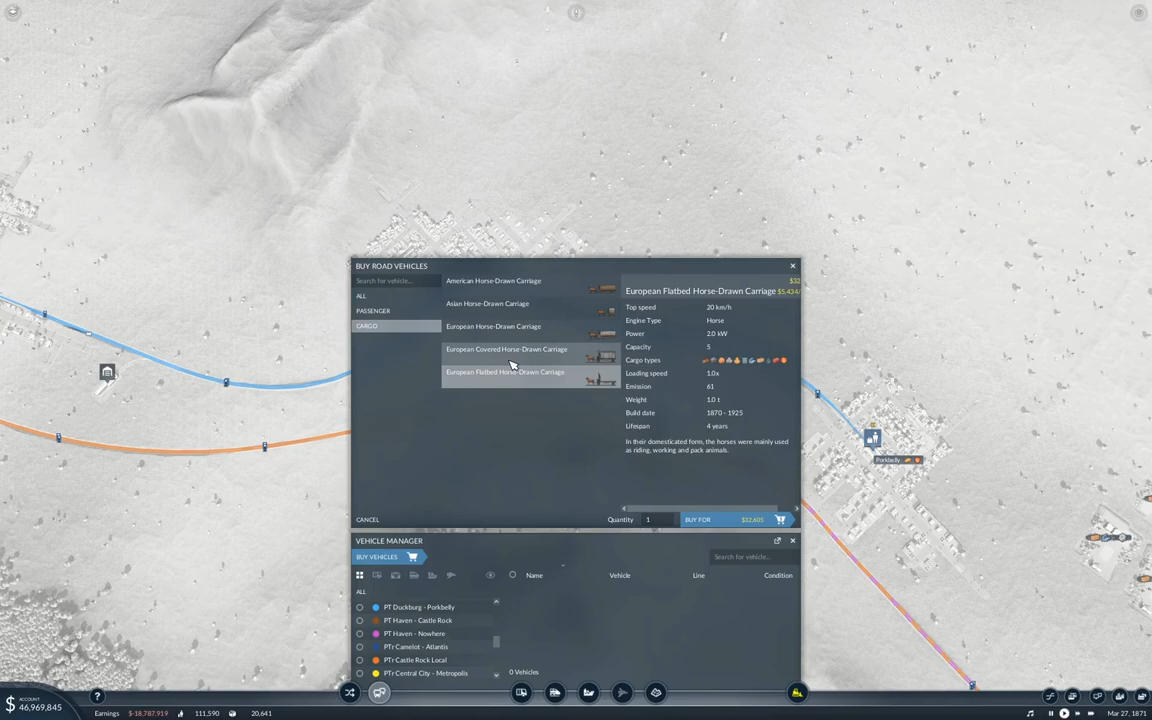 BUY ROAD VEHICLES
Search for vehicle...
ALL
PASSENGER
CARGO
American Horse-Drawn Carriage
Asian Horse-Drawn Carriage
European Horse-Drawn Carriage
European Covered Horse-Drawn Carriage
European Flatbed Horse-Drawn Carriage
$32
European Flatbed Horse-Drawn Carriage $5,434/
Top speed 20 km/h
Engine Type Horse
Power 2.0 kW
Capacity 5
Cargo types
Loading speed 1.0x
Emission 61
Weight 1.0 t
Build date 1870 - 1925
Lifespan 4 years
In their domesticated form, the horses were mainly used
as riding, working and pack animals.
CANCEL
Quantity 1 BUY FOR $32,605
Porkbelly
VEHICLE MANAGER
BUY VEHICLES
Search for vehicle...
Name Vehicle Line Condition
ALL
PT Duckburg - Porkbelly
PT Haven - Castle Rock
PT Haven - Nowhere
PTr Camelot - Atlantis
PTr Castle Rock Local
PTr Central City - Metropolis
0 Vehicles
$ ACCOUNT
46,969,845
?
Earnings $-18,787,919 111,590 20,641
Mar 27, 1871